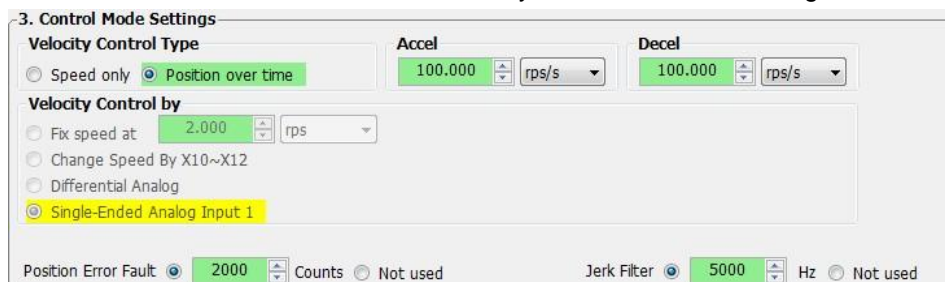 3. Control Mode Settings
Velocity Control Type
Accel
Decel
Speed only Position over time
100.000 rps/s
100.000 rps/s
Velocity Control by
Fix speed at 2.000 rps
Change Speed By X10~X12
Differential Analog
Single-Ended Analog Input 1
Position Error Fault 2000 Counts Not used Jerk Filter 5000 Hz Not used